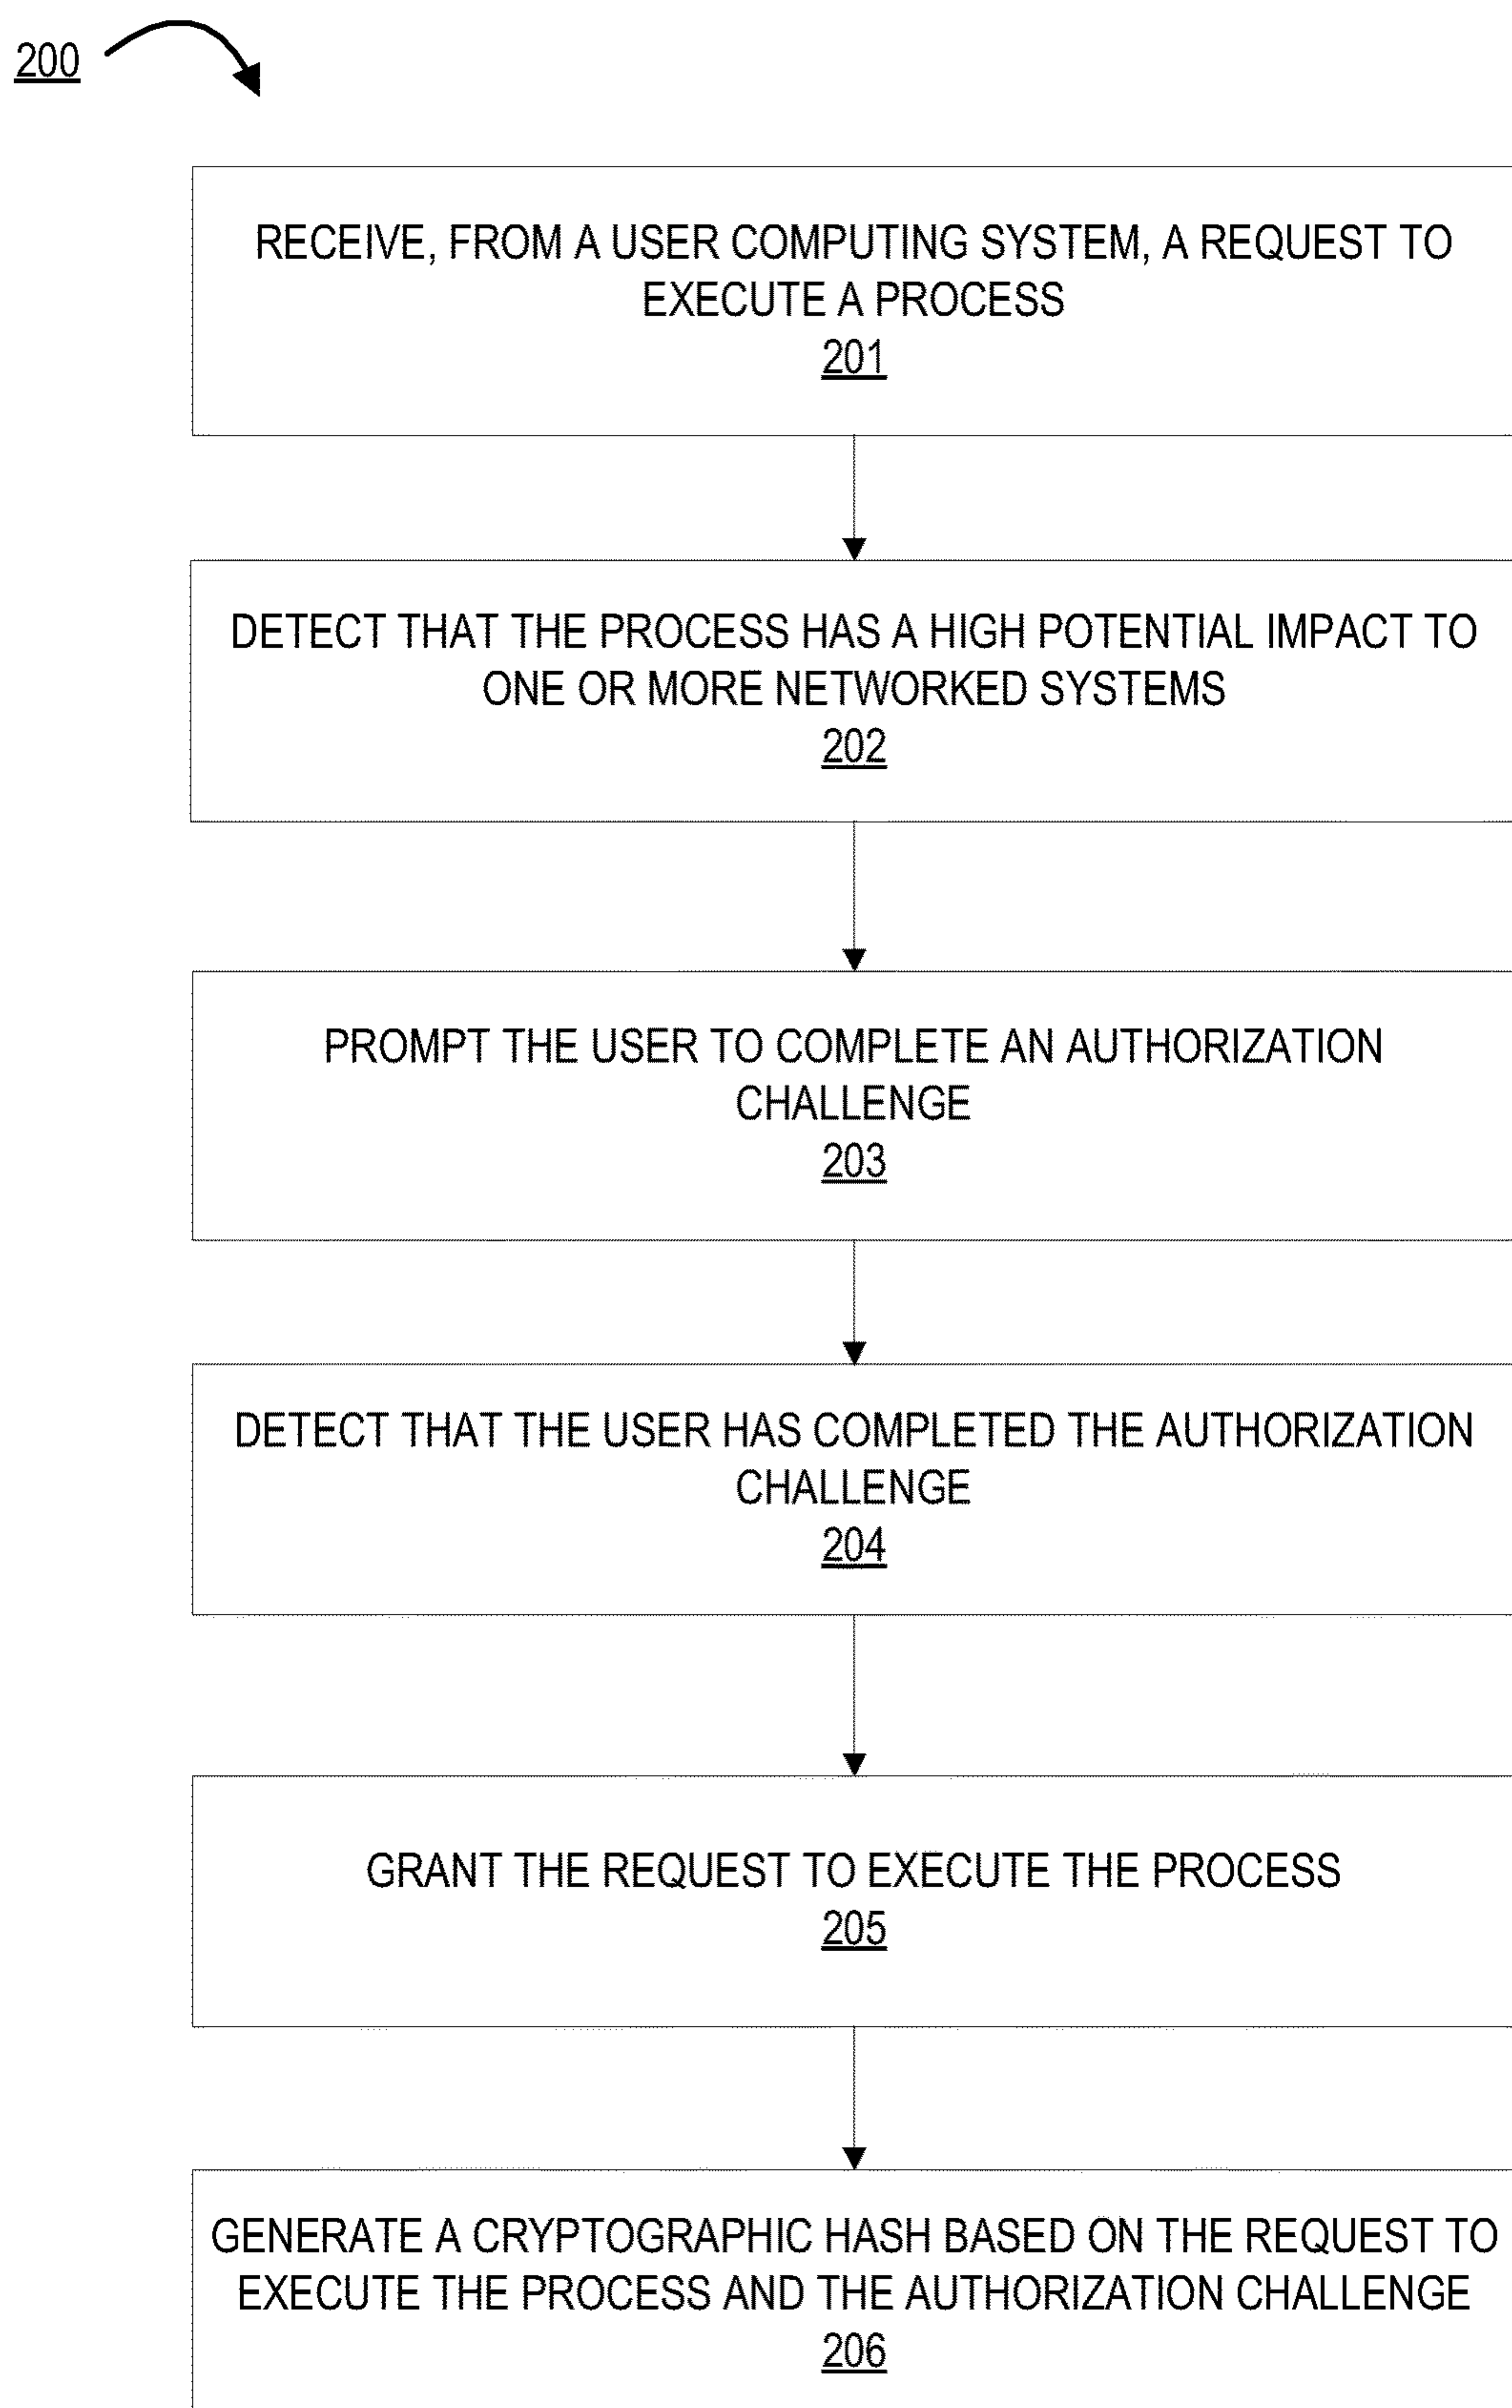 200
RECEIVE, FROM A USER COMPUTING SYSTEM, A REQUEST TO
EXECUTE A PROCESS
201
DETECT THAT THE PROCESS HAS A HIGH POTENTIAL IMPACT TO
ONE OR MORE NETWORKED SYSTEMS
202
PROMPT THE USER TO COMPLETE AN AUTHORIZATION
CHALLENGE
203
DETECT THAT THE USER HAS COMPLETED THE AUTHORIZATION
CHALLENGE
204
GRANT THE REQUEST TO EXECUTE THE PROCESS
205
GENERATE A CRYPTOGRAPHIC HASH BASED ON THE REQUEST TO
EXECUTE THE PROCESS AND THE AUTHORIZATION CHALLENGE
206